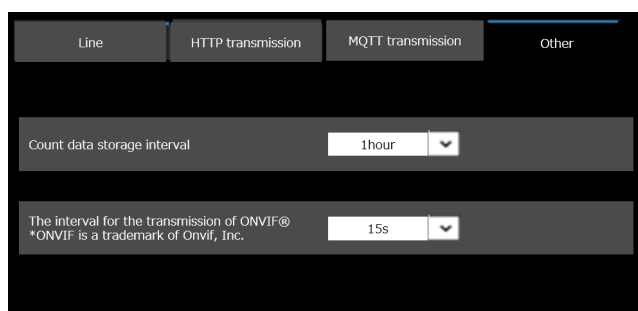 Line
HTTP transmission
MQTT transmission
Other
Count data storage interval
1hour
The interval for the transmission of ONVIF®
*ONVIF is a trademark of Onvif, Inc.
15s